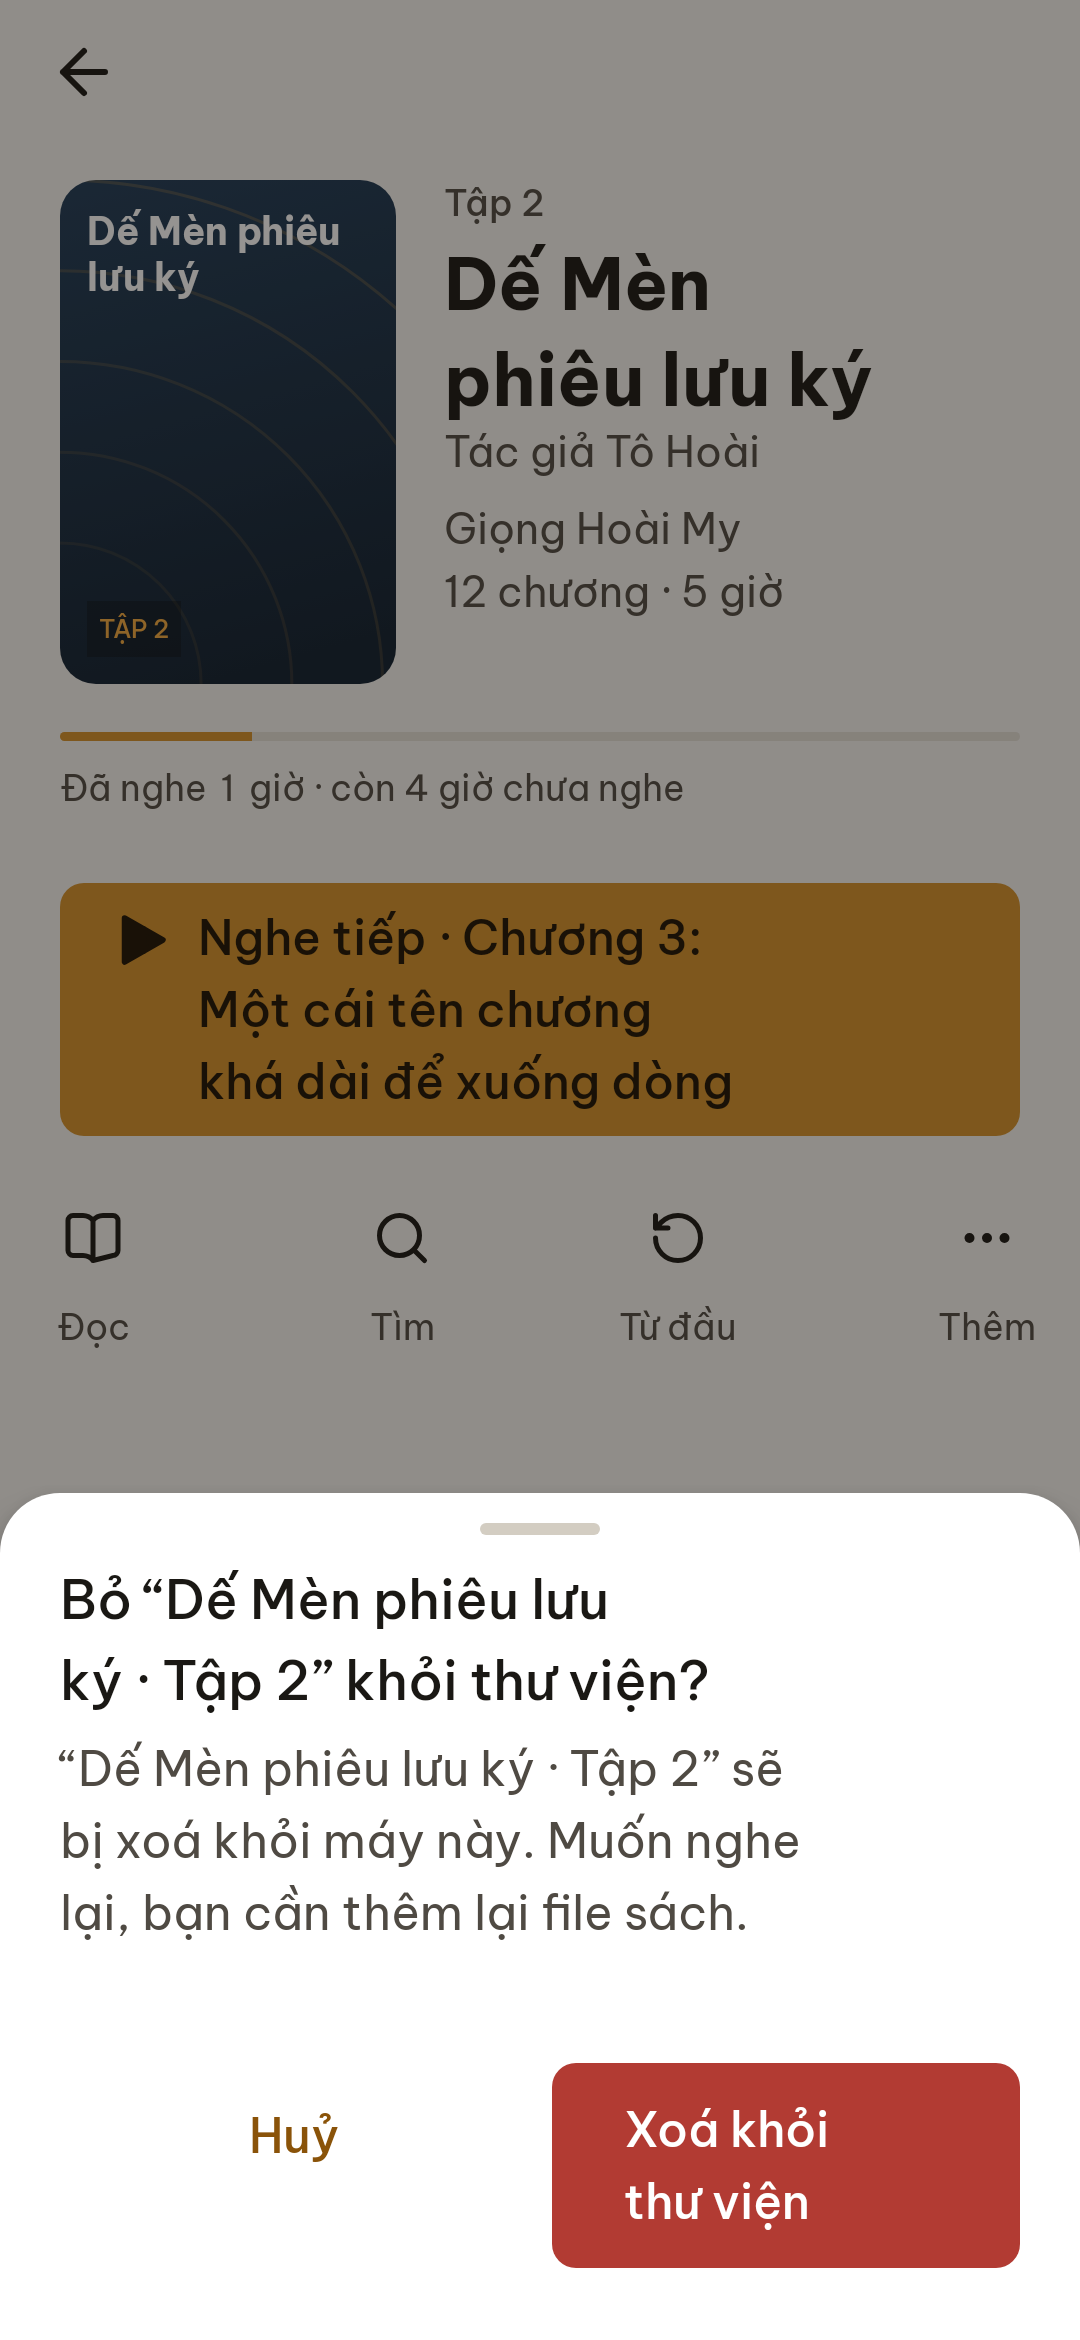 Dế Mèn phiêu
lưu ký
TẬP 2
Tập 2
Dế Mèn
phiêu lưu ký
Tác giả Tô Hoài
Giọng Hoài My
12 chương · 5 giờ
Đã nghe 1 giờ · còn 4 giờ chưa nghe
Nghe tiếp · Chương 3:
Một cái tên chương
khá dài để xuống dòng
Đọc
Tìm
Từ đầu
Thêm
Bỏ “Dế Mèn phiêu lưu
ký · Tập 2” khỏi thư viện?
“Dế Mèn phiêu lưu ký · Tập 2” sẽ
bị xoá khỏi máy này. Muốn nghe
lại, bạn cần thêm lại file sách.
Huỷ
Xoá khỏi
thư viện